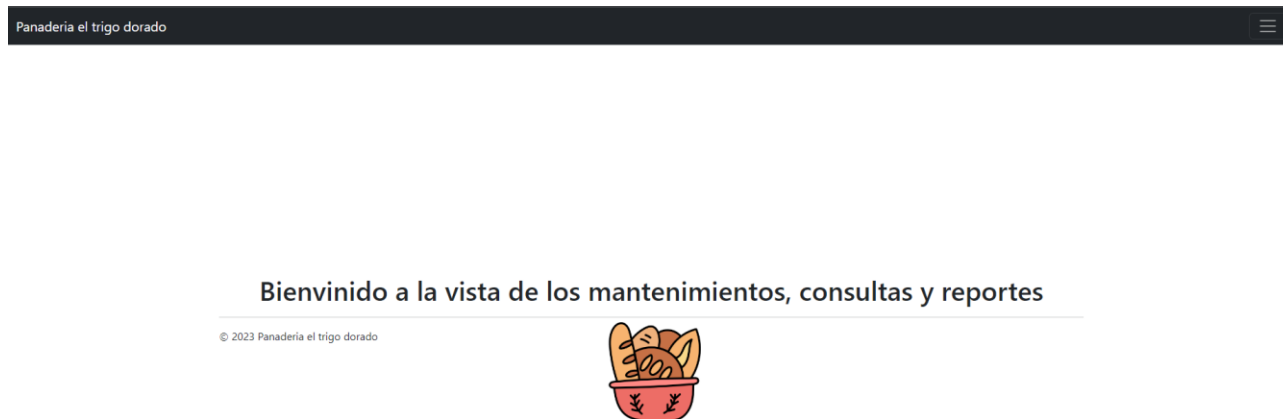 Panaderia el trigo dorado
Bienvinido a la vista de los mantenimientos, consultas y reportes
© 2023 Panaderia el trigo dorado